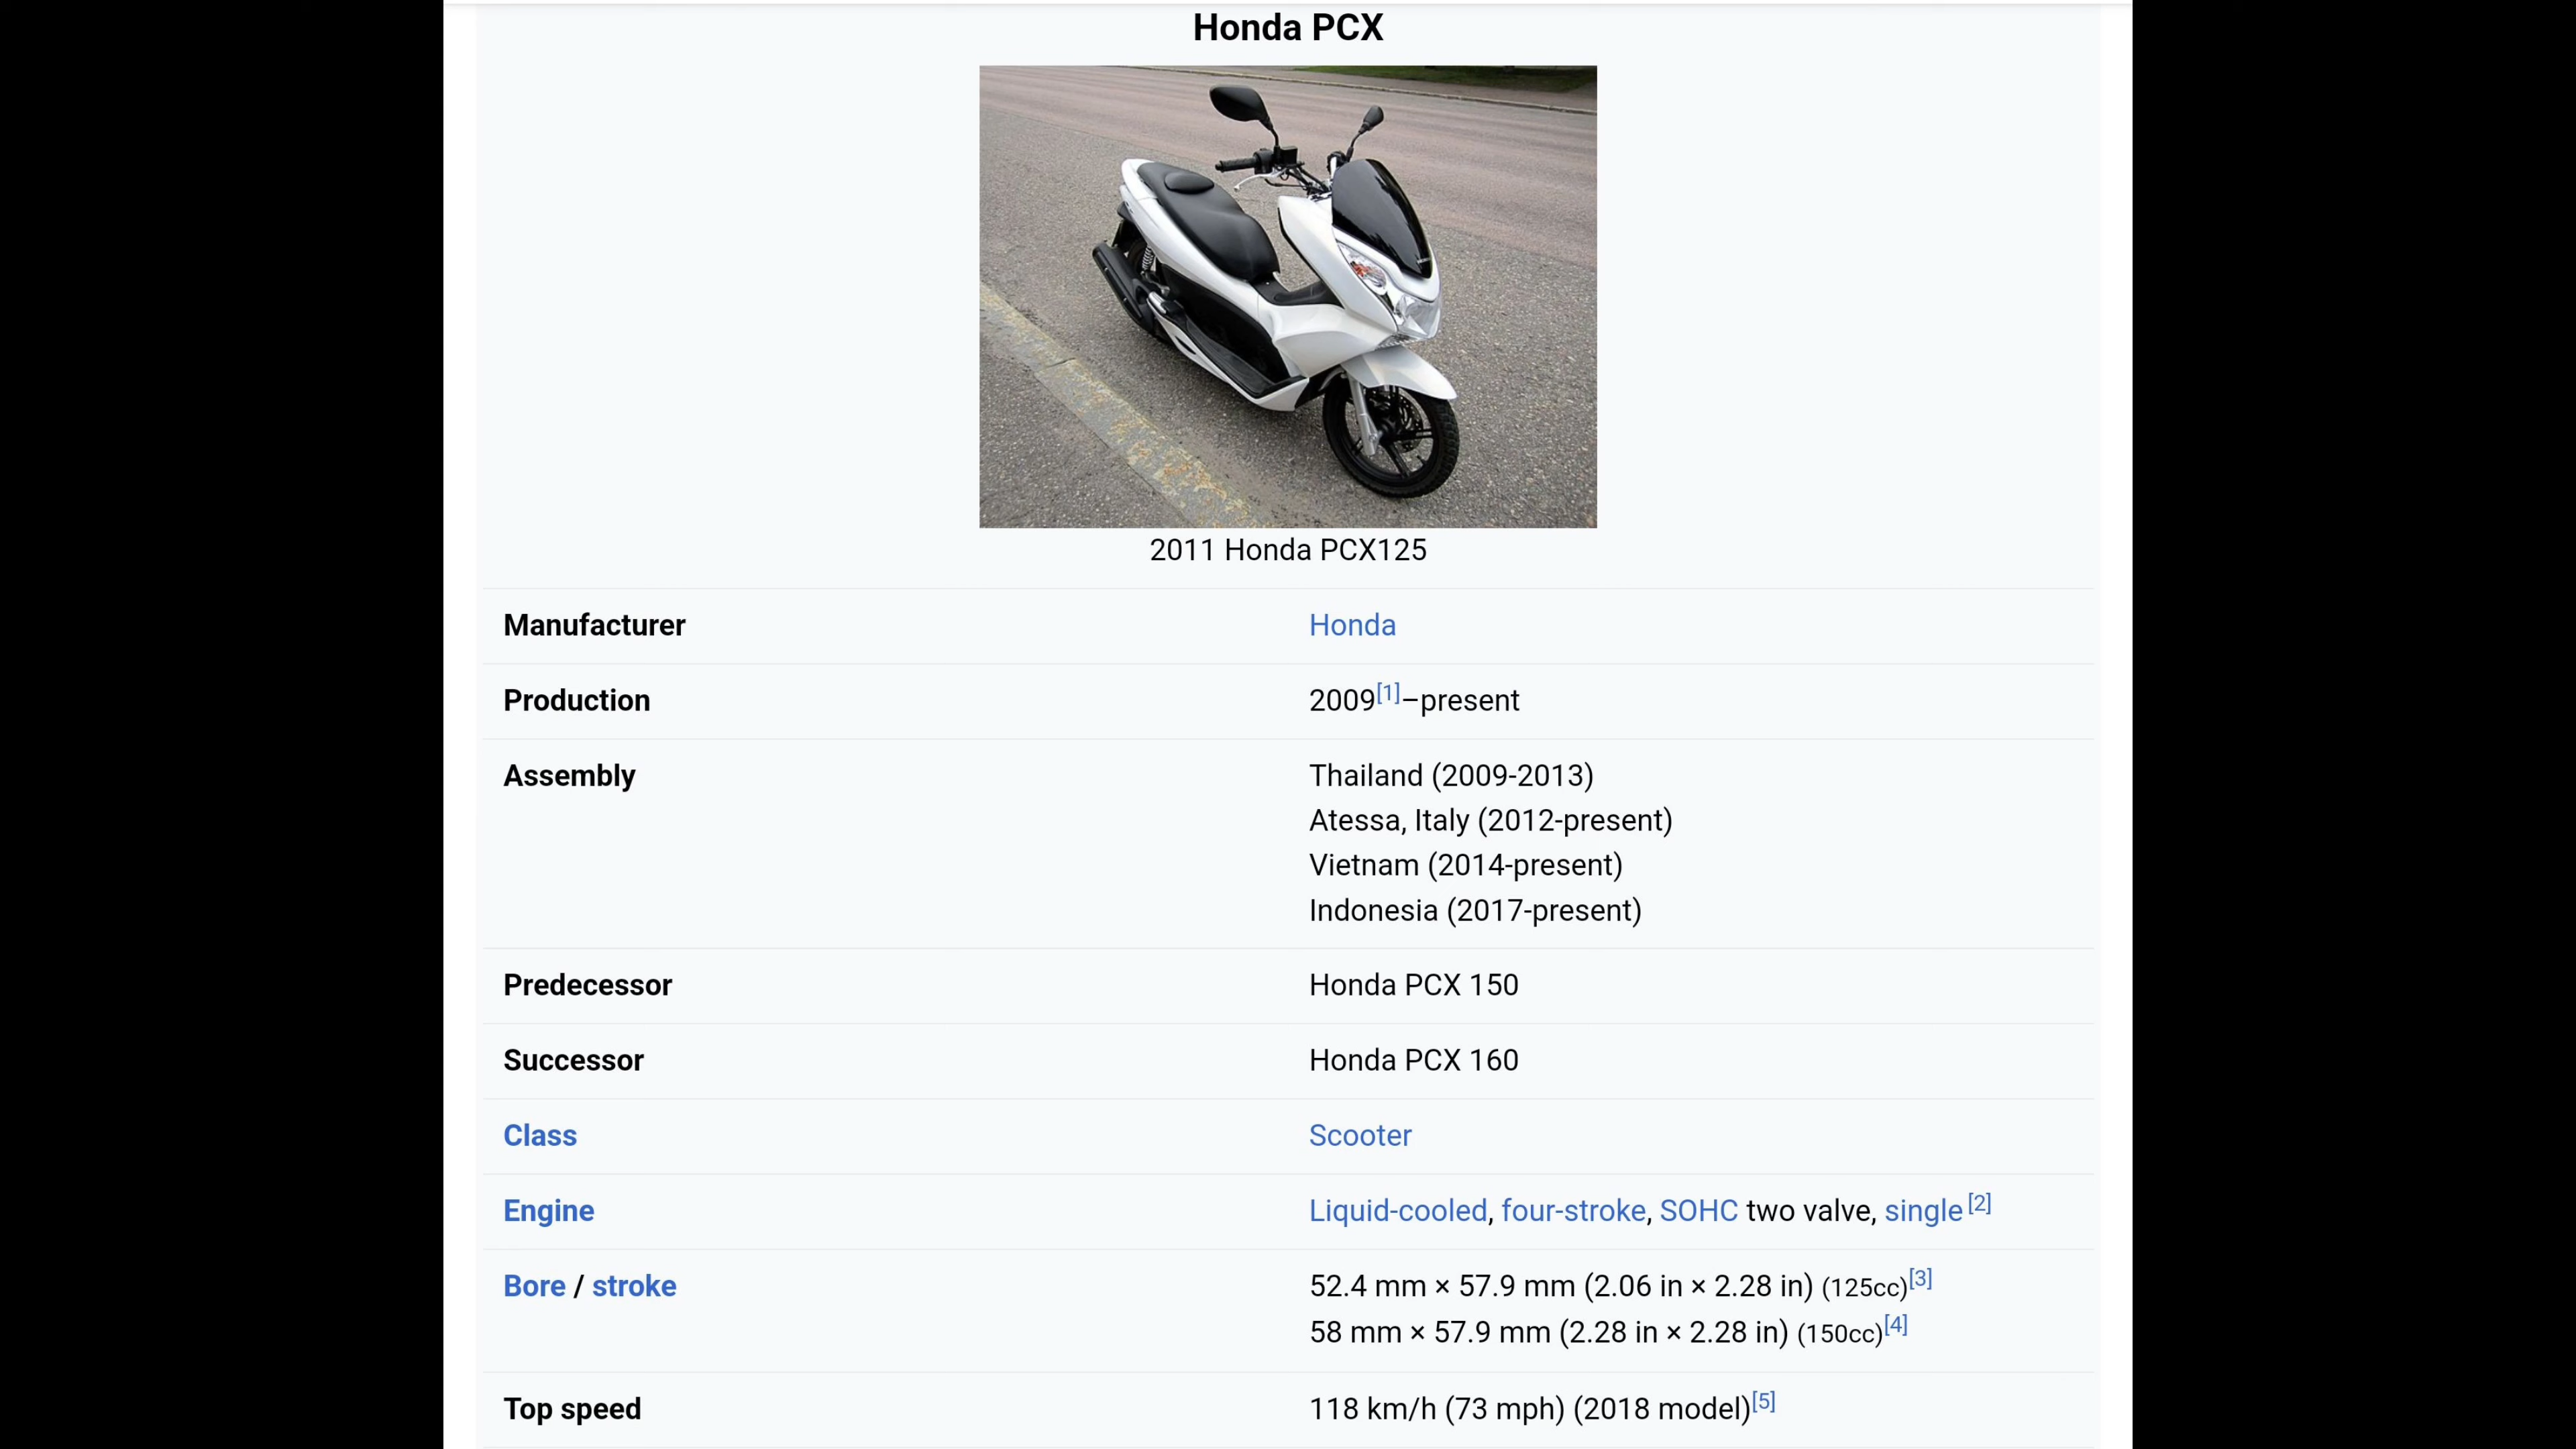 Honda PCX
2011 Honda PCX125
Manufacturer Honda
Production 2009[1]–present
Assembly Thailand (2009-2013)
Atessa, Italy (2012-present)
Vietnam (2014-present)
Indonesia (2017-present)
Predecessor Honda PCX 150
Successor Honda PCX 160
Class Scooter
Engine Liquid-cooled, four-stroke, SOHC two valve, single[2]
Bore / stroke 52.4 mm × 57.9 mm (2.06 in × 2.28 in) (125cc)[3]
58 mm × 57.9 mm (2.28 in × 2.28 in) (150cc)[4]
Top speed 118 km/h (73 mph) (2018 model)[5]